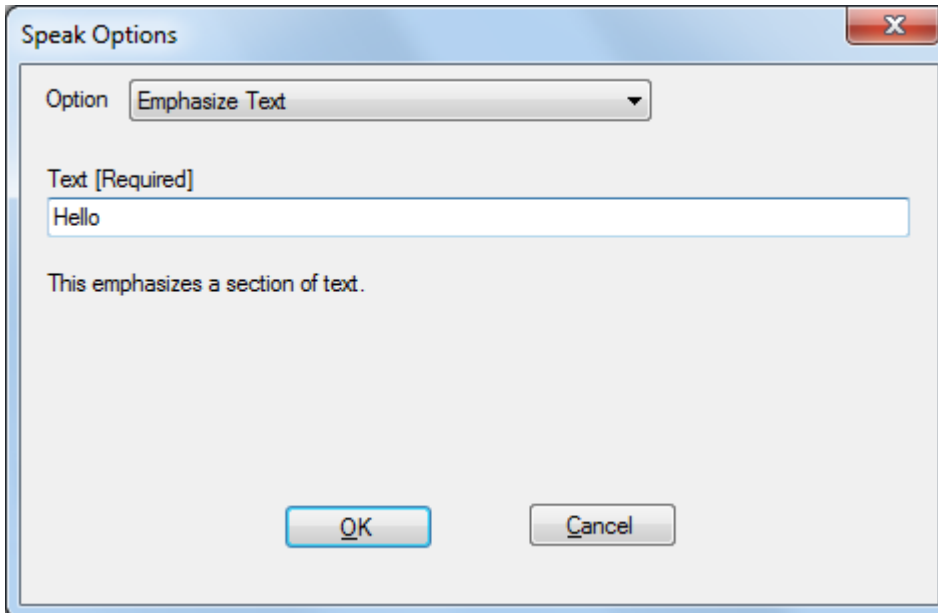 Speak Options
Option Emphasize Text
Text [Required]
Hello
This emphasizes a section of text.
OK Cancel